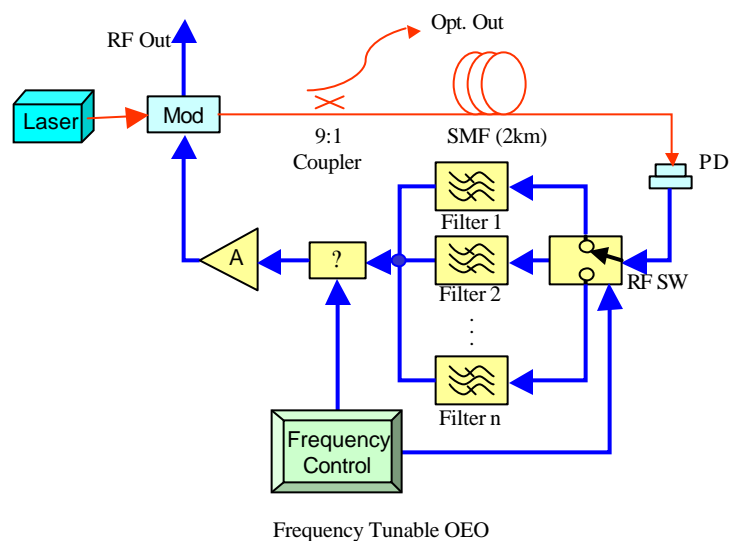 Opt. Out
RF Out
Laser
Mod
9:1
Coupler
SMF (2km)
PD
Filter 1
A
?
Filter 2
RF SW
. . .
Filter n
Frequency
Control
Frequency Tunable OEO